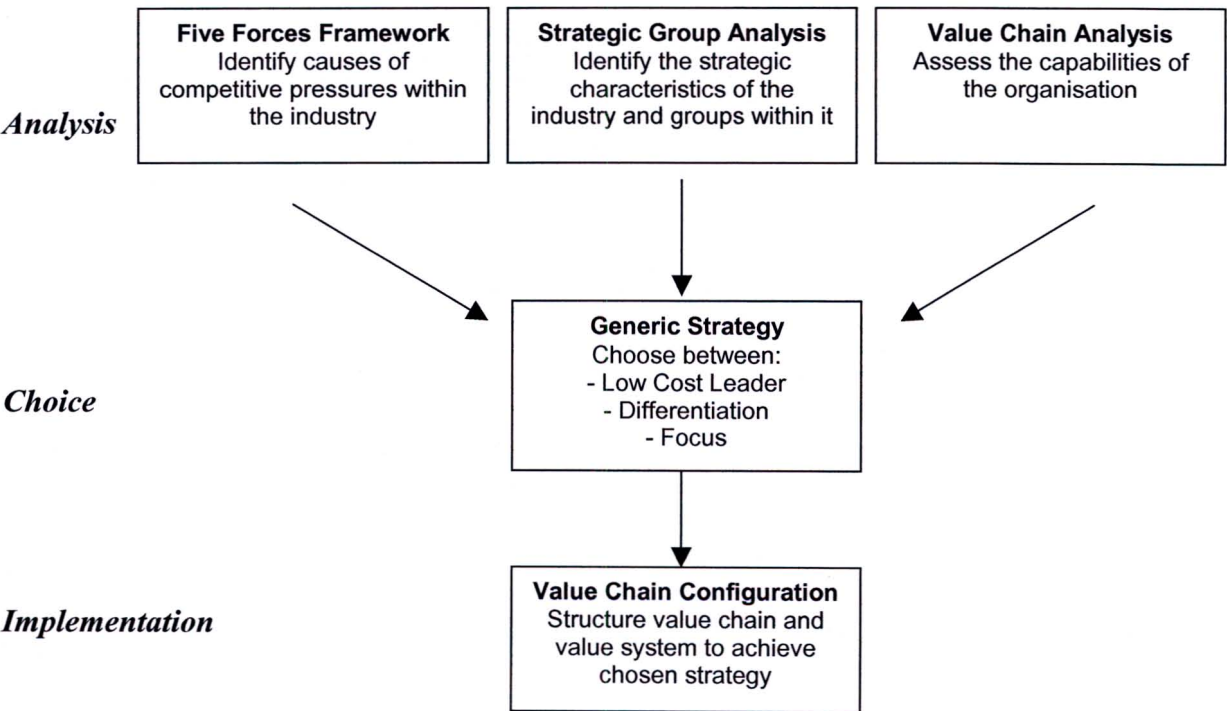 Analysis
Five Forces Framework
Identify causes of
competitive pressures within
the industry
Strategic Group Analysis
Identify the strategic
characteristics of the
industry and groups within it
Value Chain Analysis
Assess the capabilities of
the organisation
Choice
Generic Strategy
Choose between:
- Low Cost Leader
- Differentiation
- Focus
Implementation
Value Chain Configuration
Structure value chain and
value system to achieve
chosen strategy